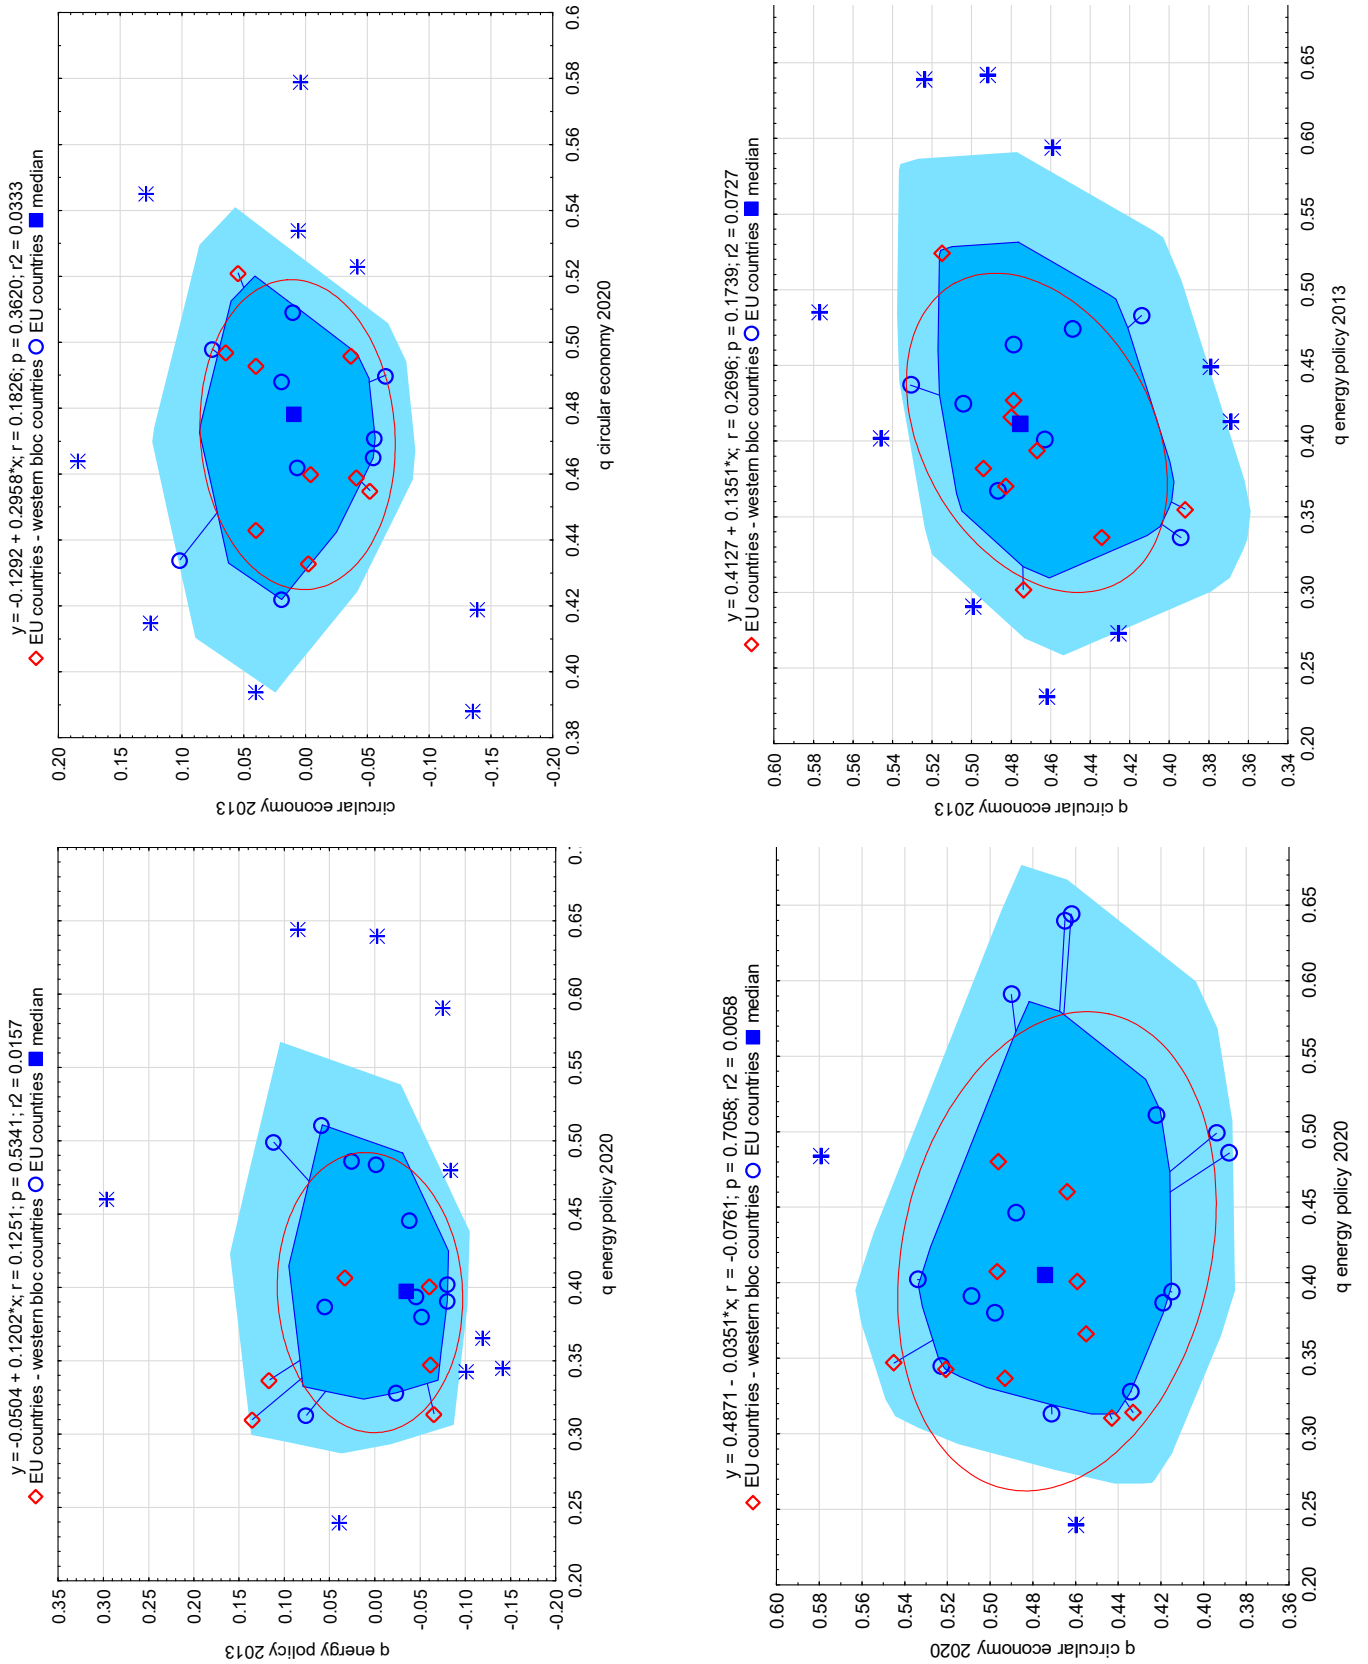 y = -0.0504 + 0.1202*x; r = 0.1251; p = 0.5341; r2 = 0.0157
EU countries - western bloc countries EU countries median
q energy policy 2013
0.35
0.30
0.25
0.20
0.15
0.10
0.05
0.00
-0.05
-0.10
-0.15
-0.20
0.20 0.25 0.30 0.35 0.40 0.45 0.50 0.55 0.60 0.65 0.
q energy policy 2020
y = -0.1292 + 0.2958*x; r = 0.1826; p = 0.3620; r2 = 0.0333
EU countries - western bloc countries EU countries median
circular economy 2013
0.20
0.15
0.10
0.05
0.00
-0.05
-0.10
-0.15
-0.20
0.38 0.40 0.42 0.44 0.46 0.48 0.50 0.52 0.54 0.56 0.58 0.6
q circular economy 2020
y = 0.4871 - 0.0351*x; r = -0.0761; p = 0.7058; r2 = 0.0058
EU countries - western bloc countries EU countries median
q circular economy 2020
0.60
0.58
0.56
0.54
0.52
0.50
0.48
0.46
0.44
0.42
0.40
0.38
0.36
0.20 0.25 0.30 0.35 0.40 0.45 0.50 0.55 0.60 0.65
q energy policy 2020
y = 0.4127 + 0.1351*x; r = 0.2696; p = 0.1739; r2 = 0.0727
EU countries - western bloc countries EU countries median
q circular economy 2013
0.60
0.58
0.56
0.54
0.52
0.50
0.48
0.46
0.44
0.42
0.40
0.38
0.36
0.34
0.20 0.25 0.30 0.35 0.40 0.45 0.50 0.55 0.60 0.65
q energy policy 2013